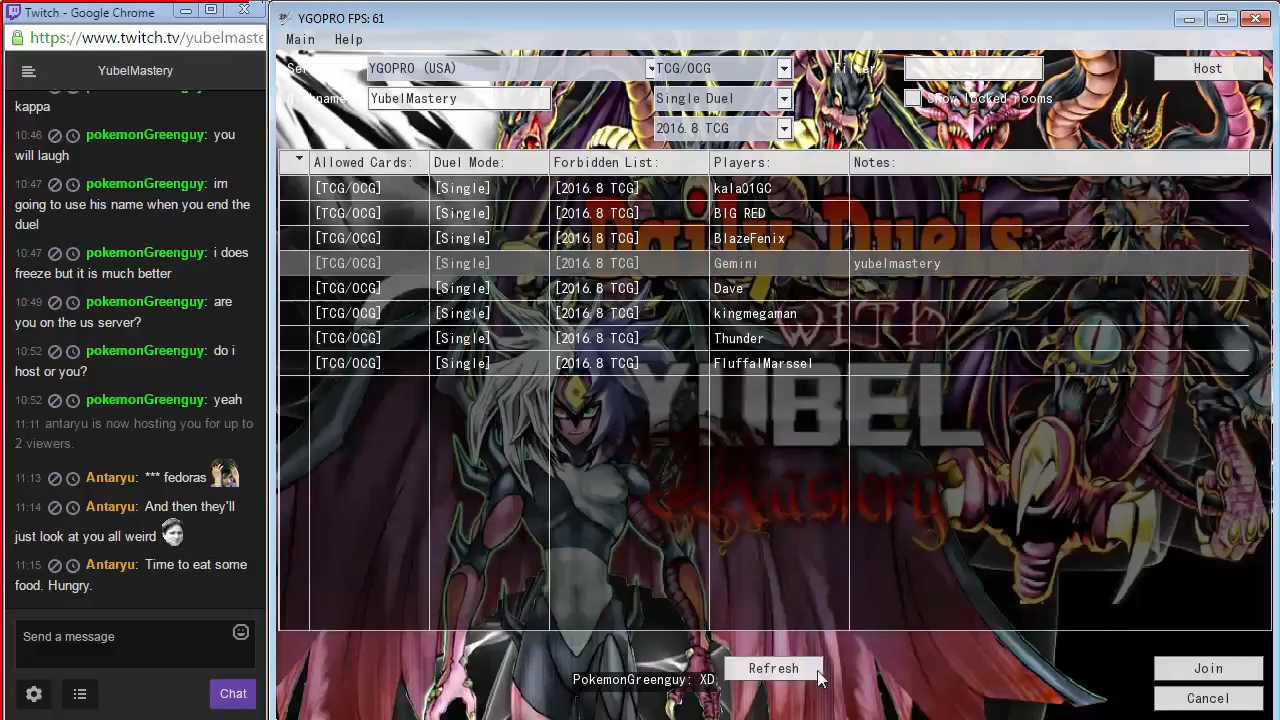 Twitch - Google Chrome
https://www.twitch.tv/yubelmaste
YubelMastery
kappa
10:46 pokemonGreenguy: you
will laugh
10:47 pokemonGreenguy: im
going to use his name when you end the
duel
10:47 pokemonGreenguy: i does
freeze but it is much better
10:49 pokemonGreenguy: are
you on the us server?
10:52 pokemonGreenguy: do i
host or you?
10:52 pokemonGreenguy: yeah
11:11 antaryu is now hosting you for up to
2 viewers.
11:13 Antaryu: *** fedoras
11:14 Antaryu: And then they'll
just look at you all weird
11:15 Antaryu: Time to eat some
food. Hungry.
Send a message
Chat
YGOPRO FPS: 61
Main Help
YGOPRO (USA) TCG/OCG Filter Host
YubelMastery Single Duel Show locked rooms
2016.8 TCG
Allowed Cards: Duel Mode: Forbidden List: Players: Notes:
[TCG/OCG] [Single] [2016.8 TCG] kala01GC
[TCG/OCG] [Single] [2016.8 TCG] BIG RED
[TCG/OCG] [Single] [2016.8 TCG] BlazeFenix
[TCG/OCG] [Single] [2016.8 TCG] Gemini yubelmastery
[TCG/OCG] [Single] [2016.8 TCG] Dave
[TCG/OCG] [Single] [2016.8 TCG] kingmegaman
[TCG/OCG] [Single] [2016.8 TCG] Thunder
[TCG/OCG] [Single] [2016.8 TCG] FluffalMarssel
Daily Duels
WITH
YUBEL
Mastery
Refresh
PokemonGreenguy: XD
Join
Cancel